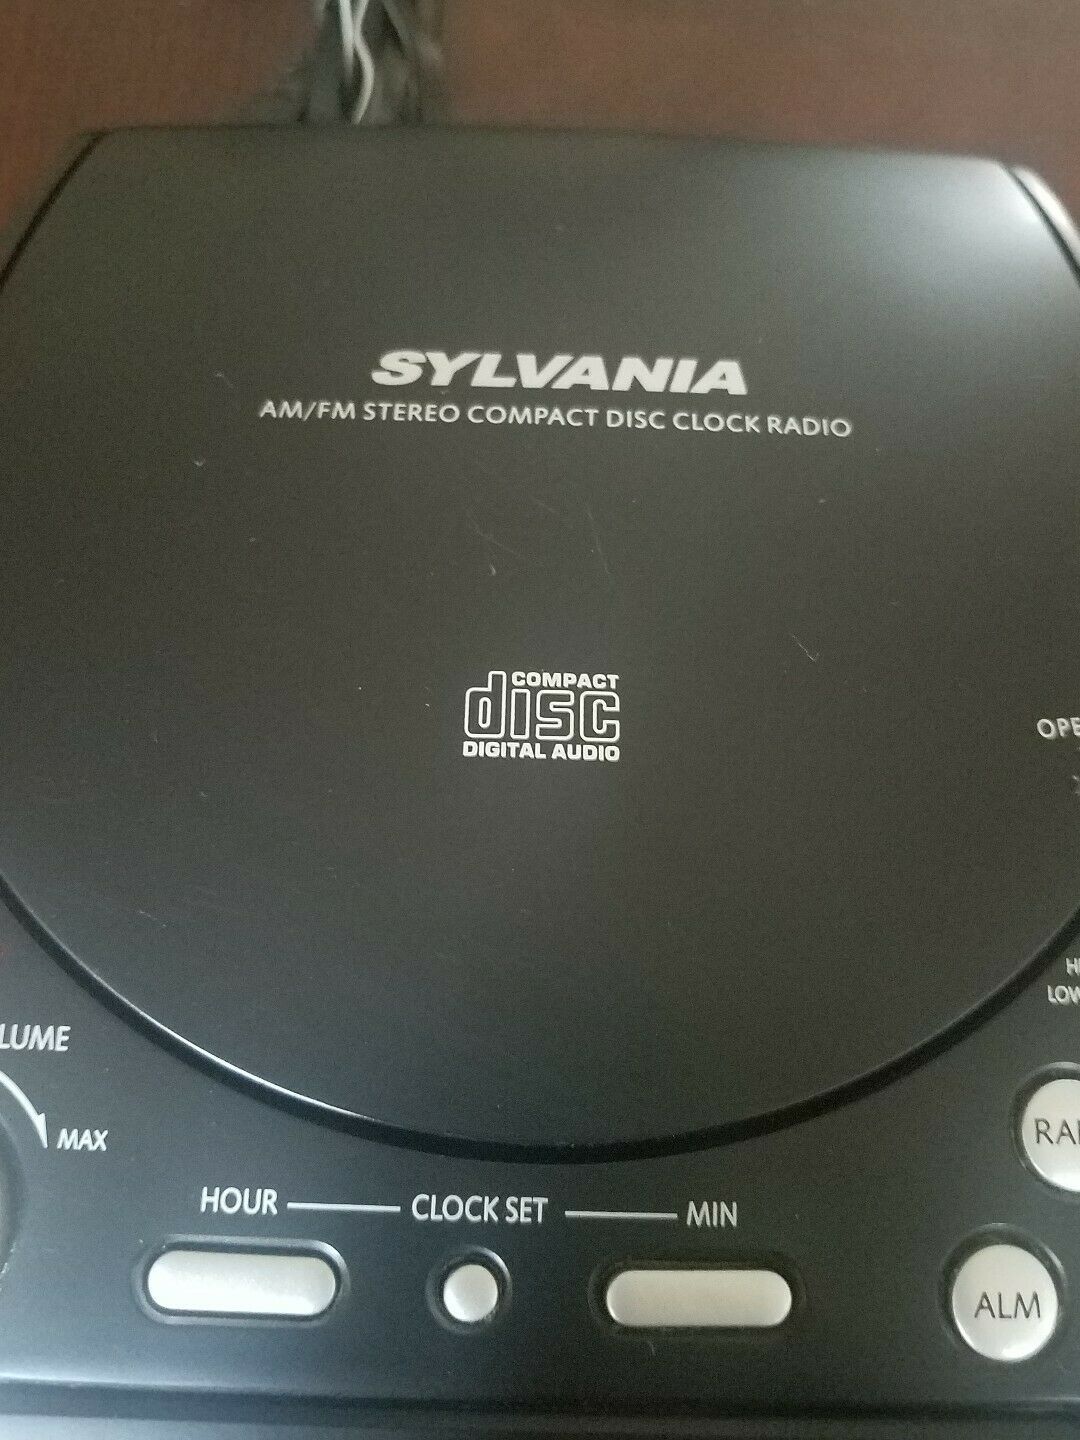 SYLVANIA
AM/FM STEREO COMPACT DISC CLOCK RADIO
COMPACT
disc
DIGITAL AUDIO
MAX
HOUR CLOCK SET MIN
ALM